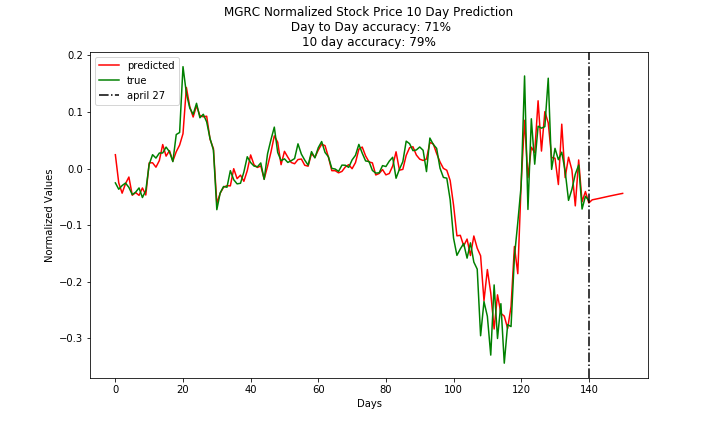 MGRC Normalized Stock Price 10 Day Prediction
Day to Day accuracy: 71%
10 day accuracy: 79%
predicted
true
april 27
Normalized Values
0.2
0.1
0.0
−0.1
−0.2
−0.3
0 20 40 60 80 100 120 140
Days